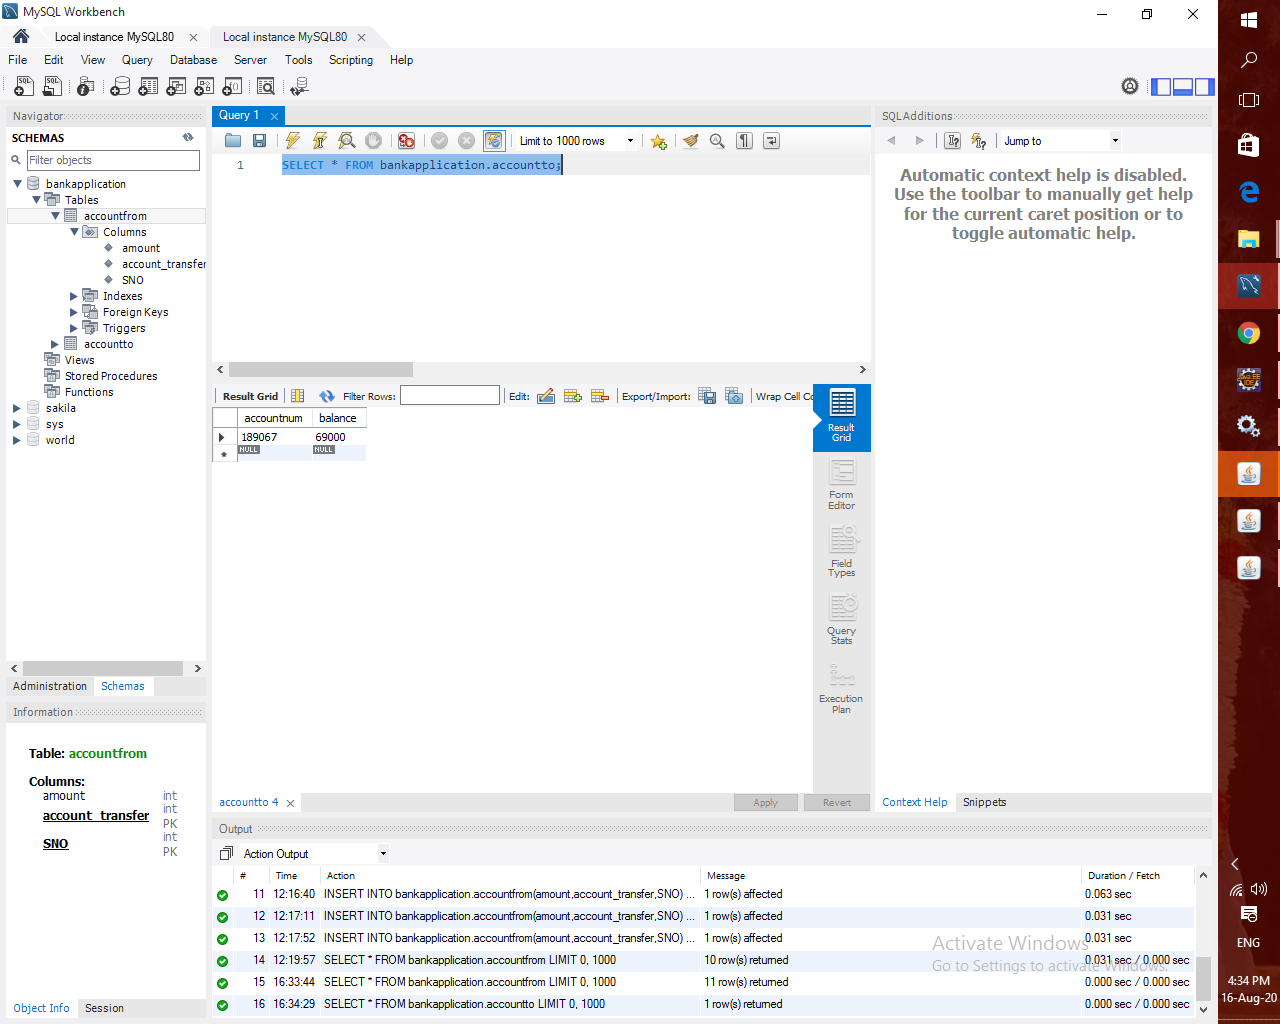 MySQL Workbench
Local instance MySQL80
Local instance MySQL80
File Edit View Query Database Server Tools Scripting Help
Navigator
SCHEMAS
Filter objects
bankapplication
Tables
accountfrom
Columns
amount
account_transfer
SNO
Indexes
Foreign Keys
Triggers
accountto
Views
Stored Procedures
Functions
sakila
sys
world
Administration Schemas
Information
Table: accountfrom
Columns:
amount int
account_transfer int
PK
SNO int
PK
Object Info Session
Query 1
Limit to 1000 rows
1 SELECT * FROM bankapplication.accountto;
Result Grid Filter Rows: Edit: Export/Import: Wrap Cell Co
accountnum balance
189067 69000
NULL NULL
Result
Grid
Form
Editor
Field
Types
Query
Stats
Execution
Plan
accountto 4 Apply Revert
SQLAdditions
Jump to
Automatic context help is disabled.
Use the toolbar to manually get help
for the current caret position or to
toggle automatic help.
Context Help Snippets
Output
Action Output
# Time Action Message Duration / Fetch
11 12:16:40 INSERT INTO bankapplication.accountfrom(amount,account_transfer,SNO) ... 1 row(s) affected 0.063 sec
12 12:17:11 INSERT INTO bankapplication.accountfrom(amount,account_transfer,SNO) ... 1 row(s) affected 0.031 sec
13 12:17:52 INSERT INTO bankapplication.accountfrom(amount,account_transfer,SNO) ... 1 row(s) affected 0.031 sec
14 12:19:57 SELECT * FROM bankapplication.accountfrom LIMIT 0, 1000 10 row(s) returned 0.031 sec / 0.000 sec
15 16:33:44 SELECT * FROM bankapplication.accountfrom LIMIT 0, 1000 11 row(s) returned 0.000 sec / 0.000 sec
16 16:34:29 SELECT * FROM bankapplication.accountto LIMIT 0, 1000 1 row(s) returned 0.000 sec / 0.000 sec
Activate Windows
Go to Settings to activate Windows.
ENG
4:34 PM
16-Aug-20